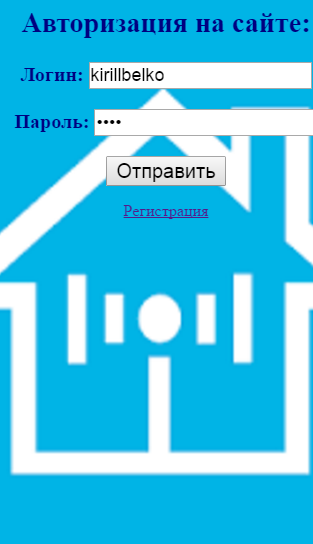 Авторизация на сайте:
Логин: kirillbelko
Пароль: ••••
Отправить
Регистрация